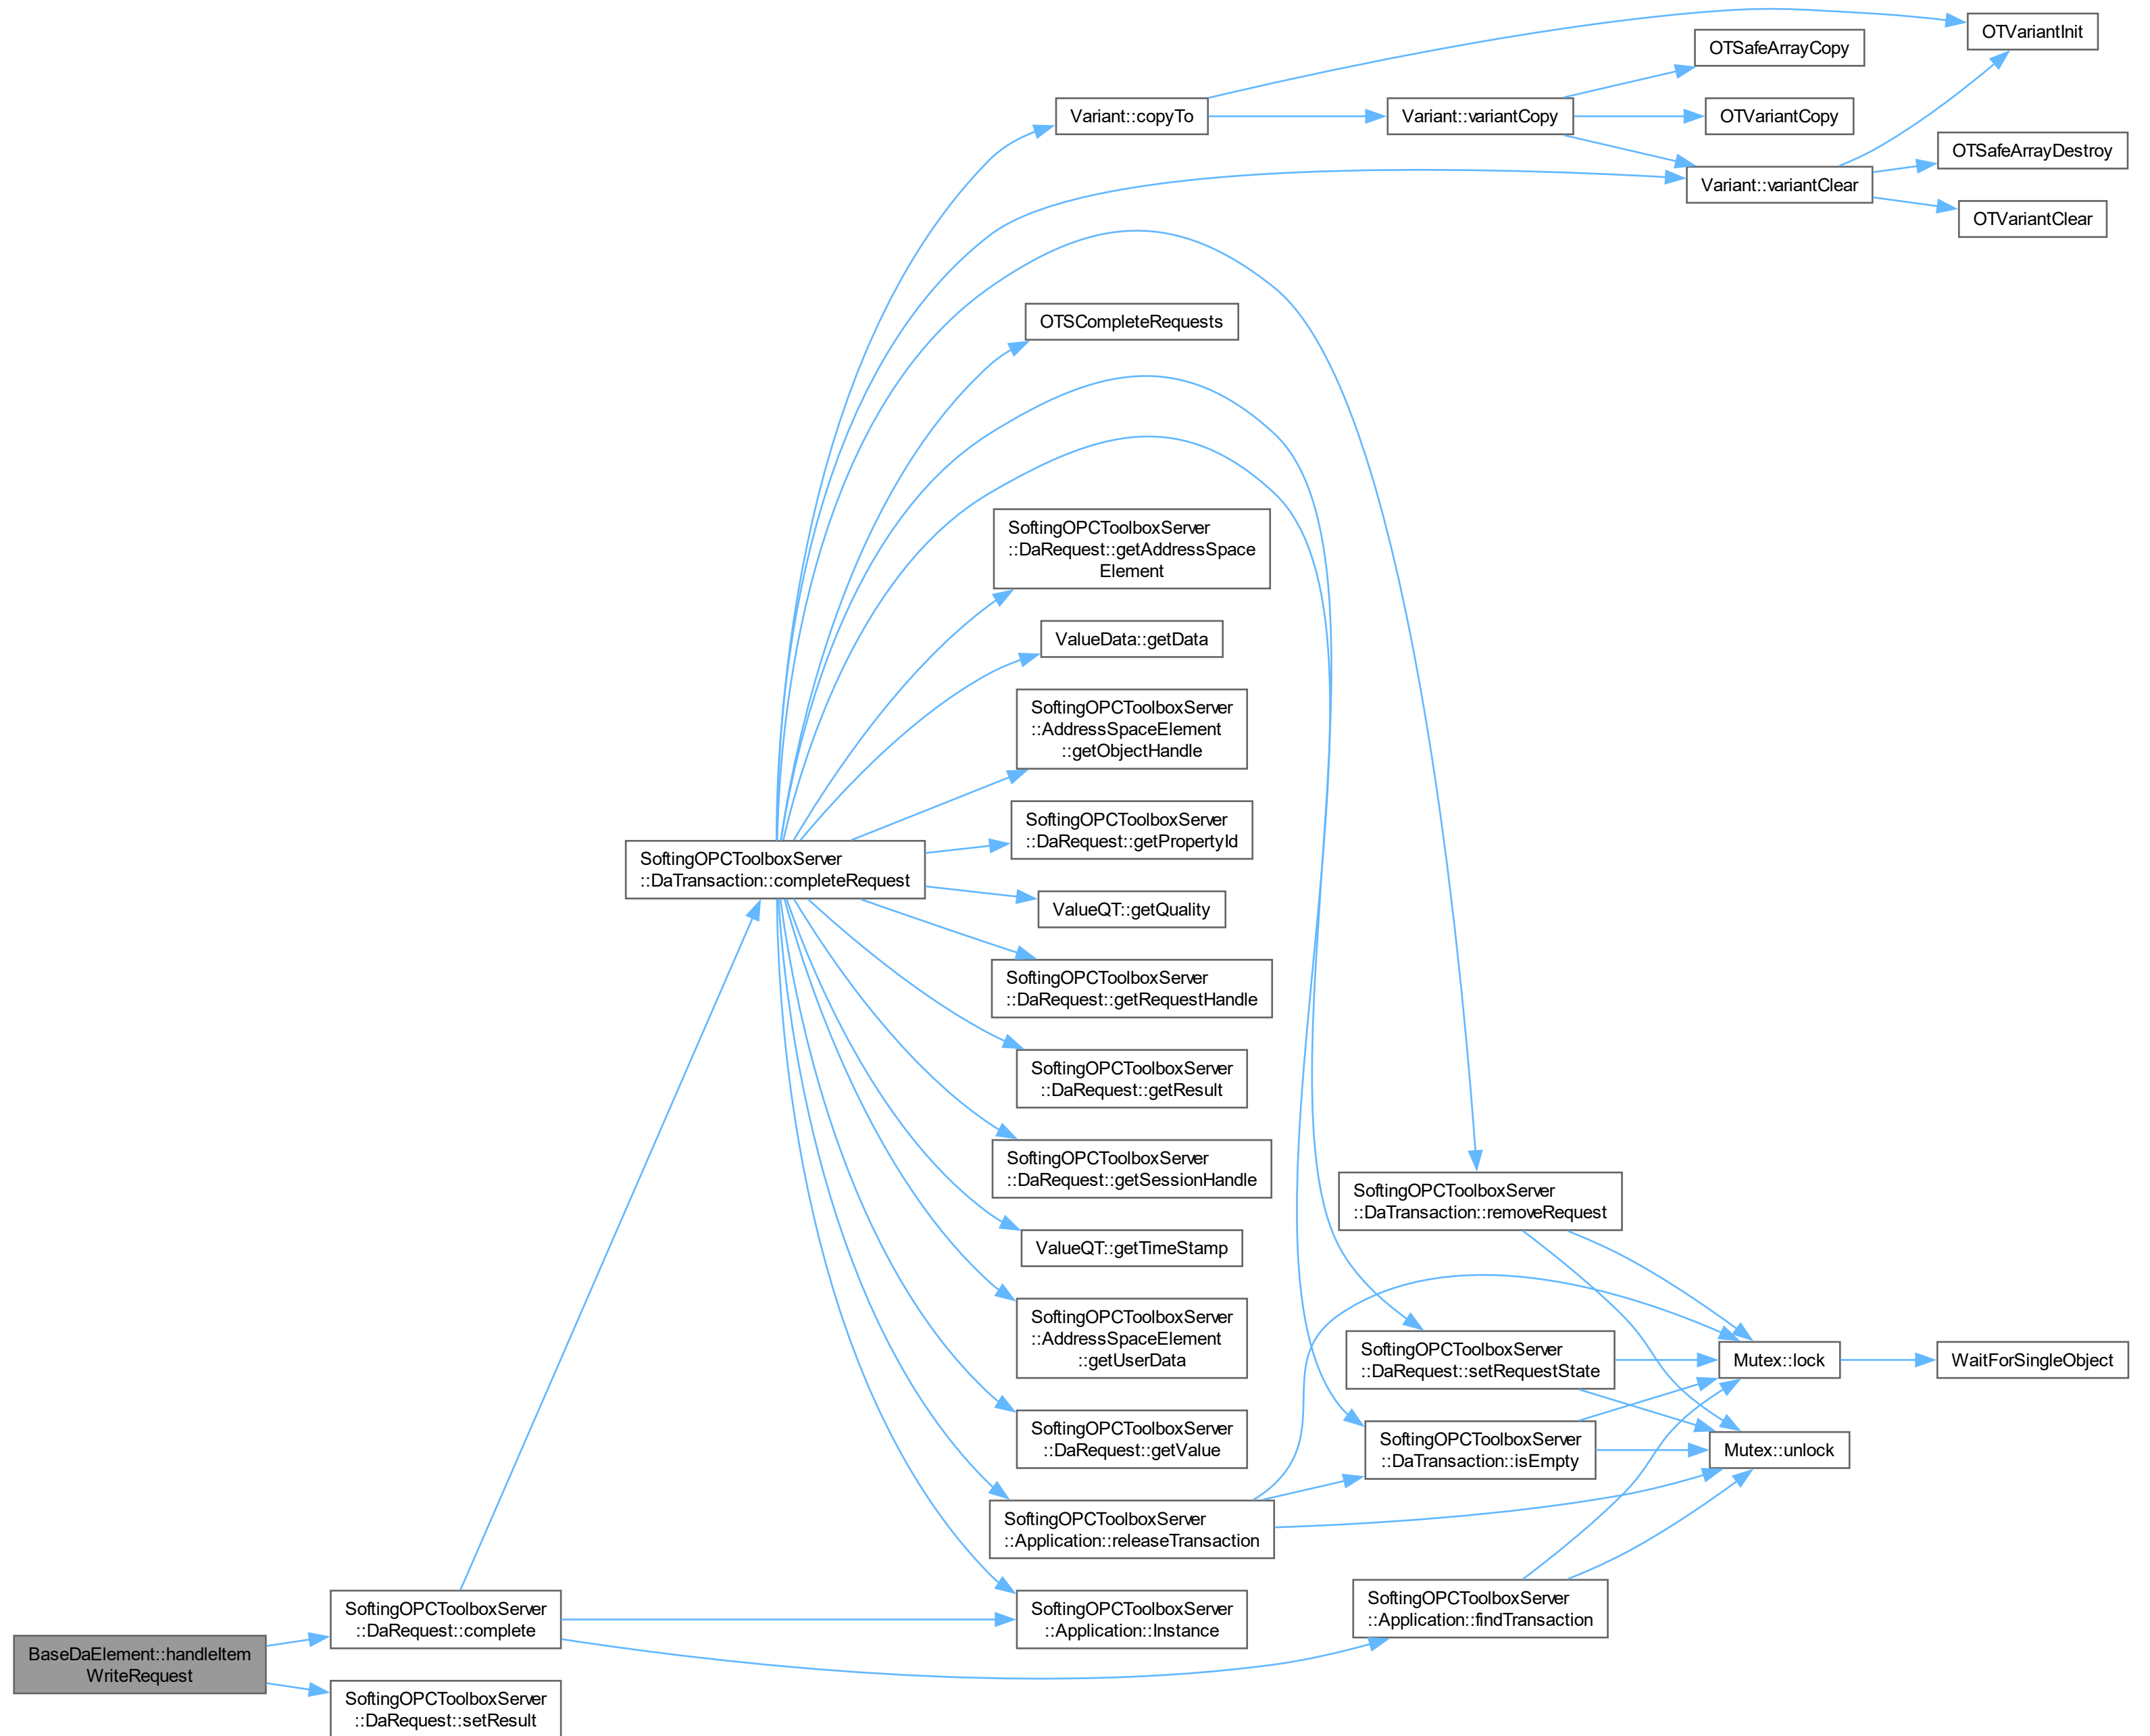 OTVariantInit
OTSafeArrayCopy
Variant::copyTo
Variant::variantCopy
OTVariantCopy
OTSafeArrayDestroy
Variant::variantClear
OTVariantClear
OTSCompleteRequests
SoftingOPCToolboxServer
::DaRequest::getAddressSpace
Element
ValueData::getData
SoftingOPCToolboxServer
::AddressSpaceElement
::getObjectHandle
SoftingOPCToolboxServer
::DaRequest::getPropertyId
SoftingOPCToolboxServer
::DaTransaction::completeRequest
ValueQT::getQuality
SoftingOPCToolboxServer
::DaRequest::getRequestHandle
SoftingOPCToolboxServer
::DaRequest::getResult
SoftingOPCToolboxServer
::DaRequest::getSessionHandle
SoftingOPCToolboxServer
::DaTransaction::removeRequest
ValueQT::getTimeStamp
SoftingOPCToolboxServer
::AddressSpaceElement
::getUserData
SoftingOPCToolboxServer
::DaRequest::setRequestState
Mutex::lock
WaitForSingleObject
SoftingOPCToolboxServer
::DaRequest::getValue
SoftingOPCToolboxServer
::DaTransaction::isEmpty
Mutex::unlock
SoftingOPCToolboxServer
::Application::releaseTransaction
SoftingOPCToolboxServer
::DaRequest::complete
SoftingOPCToolboxServer
::Application::Instance
SoftingOPCToolboxServer
::Application::findTransaction
BaseDaElement::handleItem
WriteRequest
SoftingOPCToolboxServer
::DaRequest::setResult